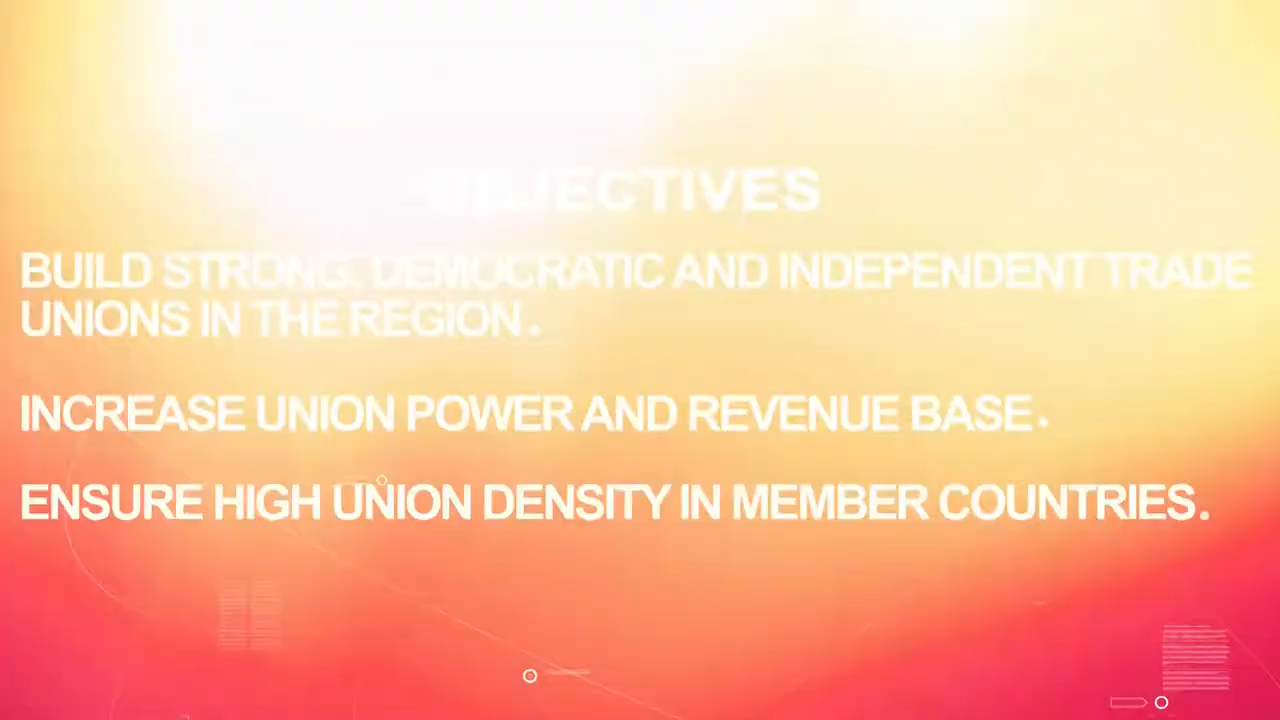 OBJECTIVES
BUILD STRONG, DEMOCRATIC AND INDEPENDENT TRADE
UNIONS IN THE REGION.
INCREASE UNION POWER AND REVENUE BASE.
ENSURE HIGH UNION DENSITY IN MEMBER COUNTRIES.